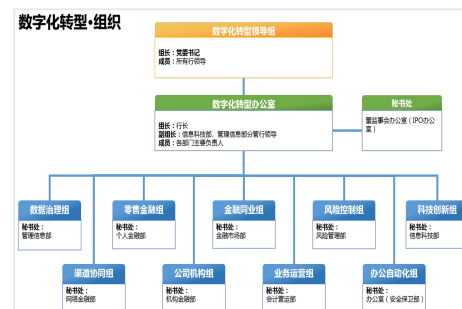 数字化转型•组织
数字化转型领导组
组长：党委书记
成员：所有行领导
数字化转型办公室
组长：行长
副组长：信息科技部、管理信息部分管行领导
成员：各部门主要负责人
秘书处
董监事会办公室（IPO办公
室）
数据治理组
秘书处：
管理信息部
零售金融组
秘书处：
个人金融部
金融同业组
秘书处：
金融市场部
风险控制组
秘书处：
风险管理部
科技创新组
秘书处：
信息科技部
渠道协同组
秘书处：
网络金融部
公司机构组
秘书处：
机构金融部
业务运营组
秘书处：
会计营运部
办公自动化组
秘书处：
办公室（安全保卫部）